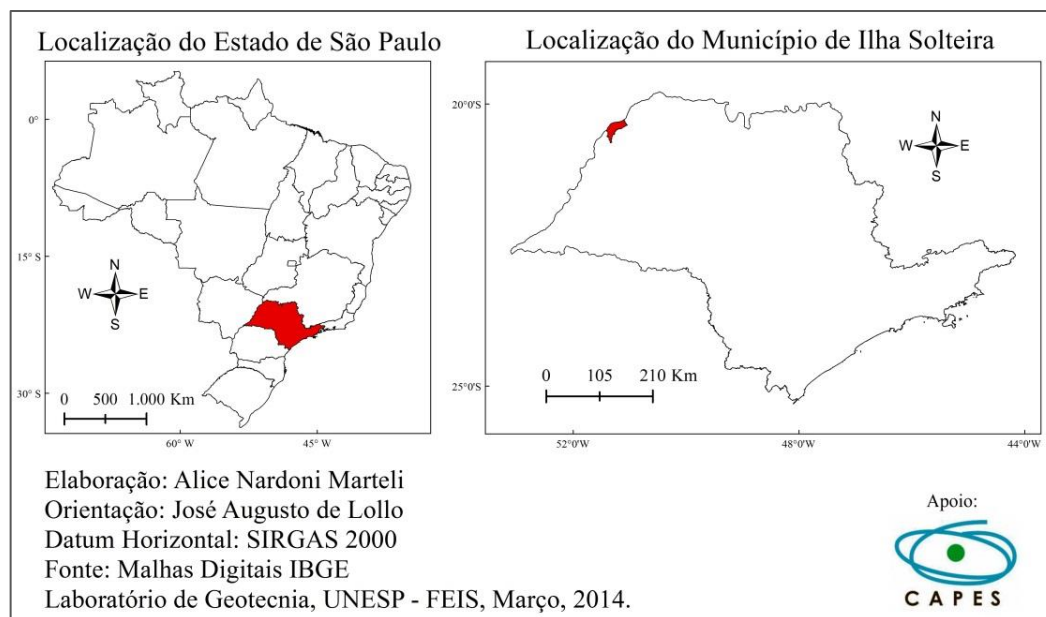 Localização do Estado de São Paulo
0°
15° S
30° S
N
W E
S
0 500 1.000 Km
60° W 45° W
Localização do Município de Ilha Solteira
20°0'S
25°0'S
N
W E
S
0 105 210 Km
52°0'W 48°0'W 44°0'W
Elaboração: Alice Nardoni Marteli
Orientação: José Augusto de Lollo
Datum Horizontal: SIRGAS 2000
Fonte: Malhas Digitais IBGE
Laboratório de Geotecnia, UNESP - FEIS, Março, 2014.
Apoio:
CAPES